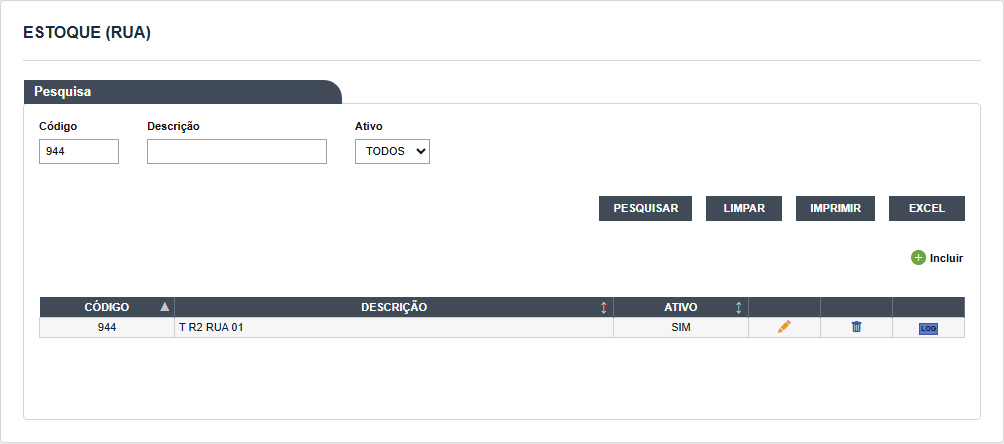 ESTOQUE (RUA)
Pesquisa
Código Descrição Ativo
944 TODOS
PESQUISAR LIMPAR IMPRIMIR EXCEL
Incluir
CÓDIGO DESCRIÇÃO ATIVO
944 T R2 RUA 01 SIM LOG